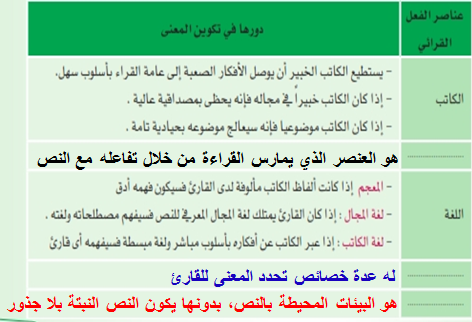 عناصر الفعل القرائي
دورها في تكوين المعنى
الكاتب
- يستطيع الكاتب الخبير أن يوصل الأفكار الصعبة إلى عامة القراء بأسلوب سهل.
- إذا كان الكاتب خبيراً في مجاله فإنه يحظى بمصداقية عالية .
- إذا كان الكاتب موضوعيا فإنه سيعالج موضوعه بحيادية تامة .
هو العنصر الذي يمارس القراءة من خلال تفاعله مع النص
اللغة
- المعجم إذا كانت ألفاظ الكاتب مألوفة لدى القارئ فسيكون فهمه أدق
- لغة المجال : إذا كان القارئ يمتلك لغة المجال المعرفي للنص فسيفهم مصطلحاته ولغته .
- لغة الكاتب : إذا عبر الكاتب عن أفكاره بأسلوب مباشر ولغة مبسطة فسيفهمه أي قارئ
له عدة خصائص تحدد المعنى للقارئ
هو البيئات المحيطة بالنص، بدونها يكون النص النبتة بلا جذور